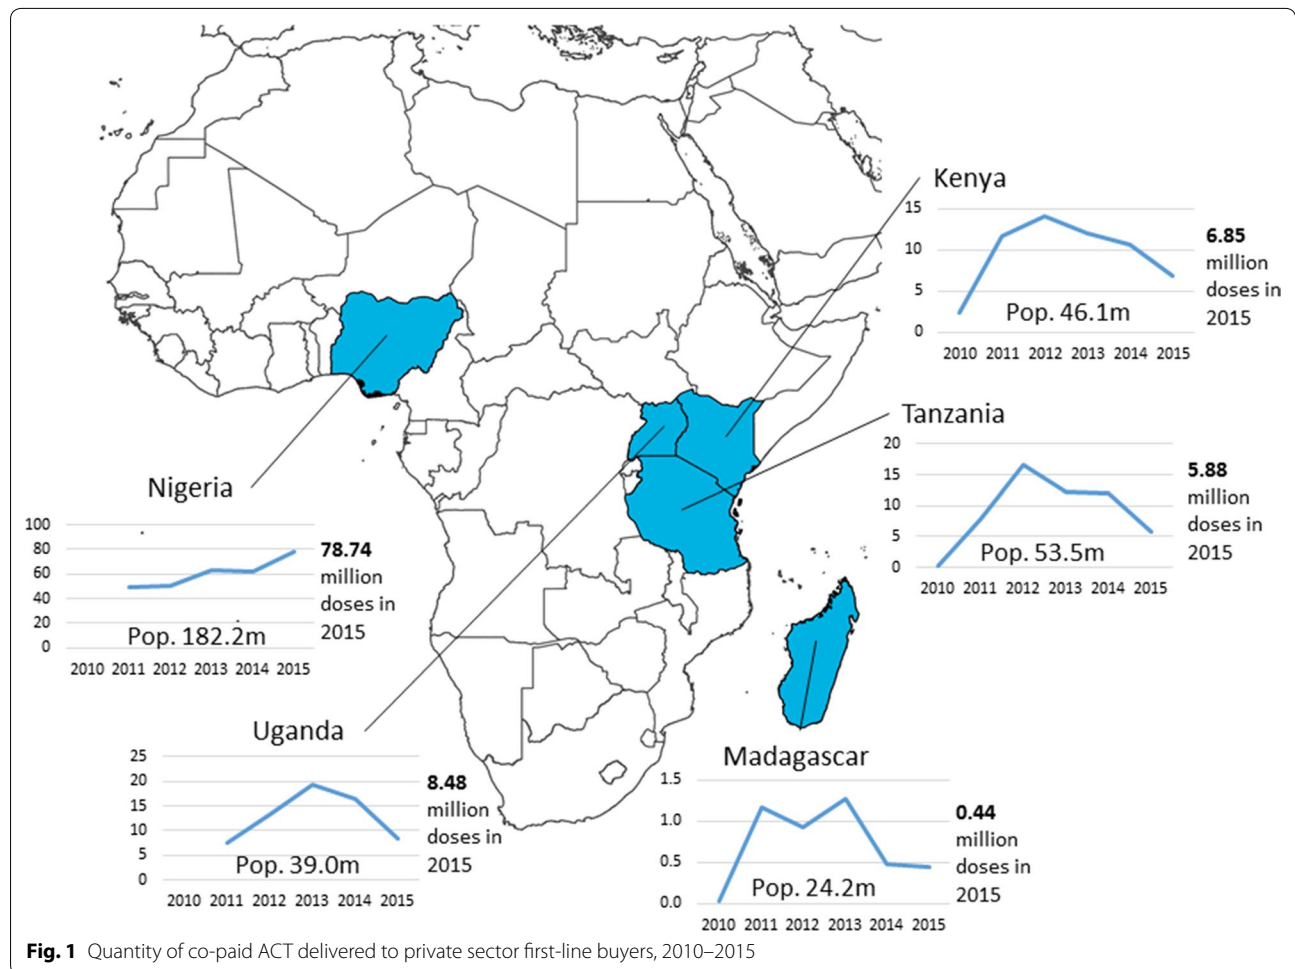 Kenya
15
10
5
0
Pop. 46.1m
2010 2011 2012 2013 2014 2015
6.85
million
doses in
2015
Tanzania
20
15
10
5
0
Pop. 53.5m
2010 2011 2012 2013 2014 2015
5.88
million
doses in
2015
Nigeria
100
80
60
40
20
0
Pop. 182.2m
2010 2011 2012 2013 2014 2015
78.74
million
doses in
2015
Uganda
25
20
15
10
5
0
Pop. 39.0m
2010 2011 2012 2013 2014 2015
8.48
million
doses in
2015
Madagascar
1.5
1.0
0.5
0.0
Pop. 24.2m
2010 2011 2012 2013 2014 2015
0.44
million
doses in
2015
Fig. 1 Quantity of co-paid ACT delivered to private sector first-line buyers, 2010–2015